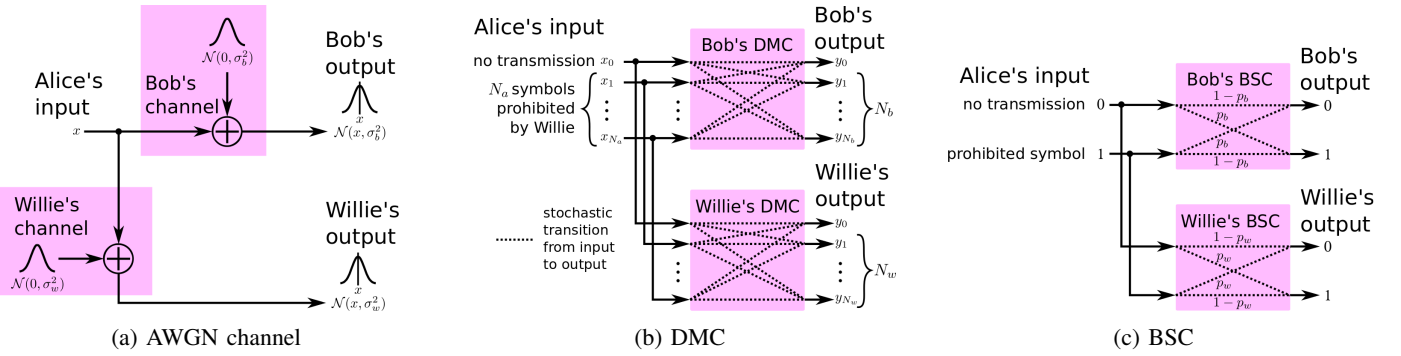 Alice's
input
x
N(0, σ_b^2)
Bob's
channel
Bob's
output
x
N(x, σ_b^2)
Willie's
channel
N(0, σ_w^2)
Willie's
output
x
N(x, σ_w^2)
(a) AWGN channel
Alice's input
no transmission x_0
N_a symbols
prohibited
by Willie
x_1
x_{N_a}
Bob's DMC
Bob's
output
y_0
y_1
y_{N_b}
N_b
stochastic
transition
from input
to output
Willie's DMC
Willie's
output
y_0
y_1
y_{N_w}
N_w
(b) DMC
Alice's input
no transmission 0
prohibited symbol 1
Bob's BSC
1 − p_b
p_b
p_b
1 − p_b
Bob's
output
0
1
Willie's BSC
1 − p_w
p_w
p_w
1 − p_w
Willie's
output
0
1
(c) BSC